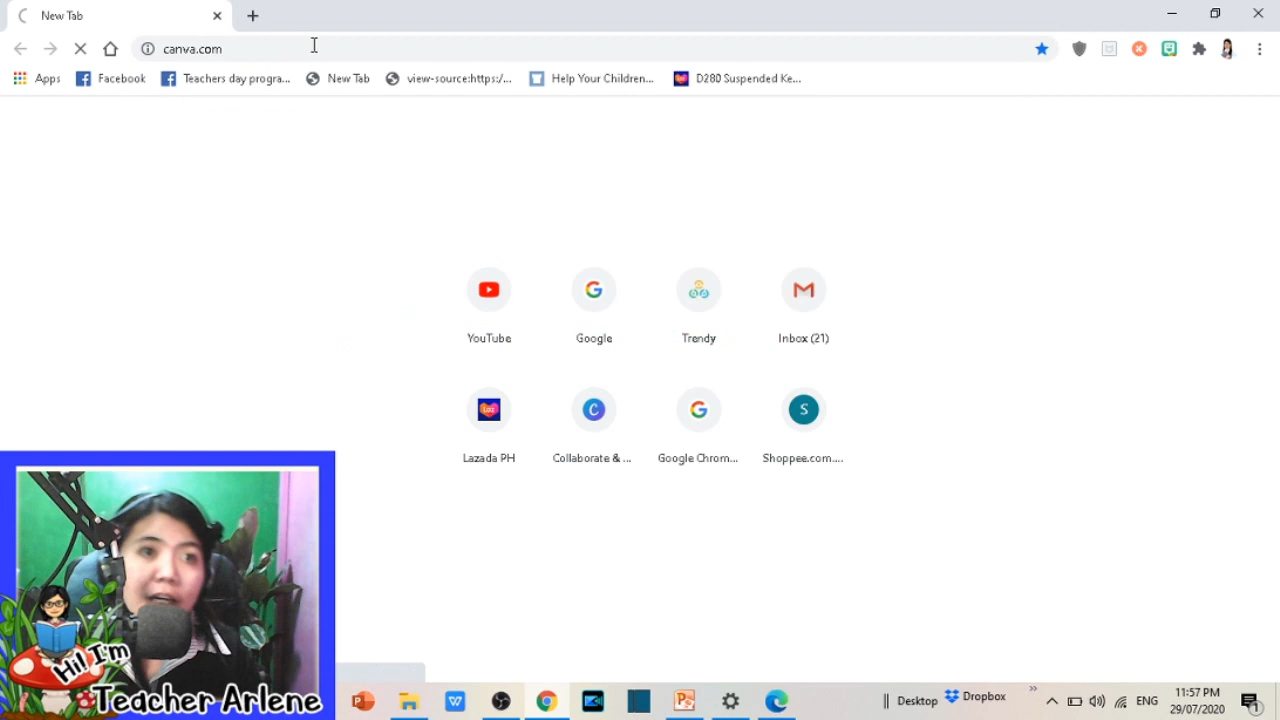 New Tab
canva.com
Apps
Facebook
Teachers day progra...
New Tab
view-source:https:/...
Help Your Children...
D280 Suspended Ke...
YouTube
Google
Trendy
Inbox (21)
Lazada PH
Collaborate & ...
Google Chrom...
Shoppee.com....
Hi! I'm
Teacher Arlene
Desktop
Dropbox
ENG
11:57 PM
29/07/2020